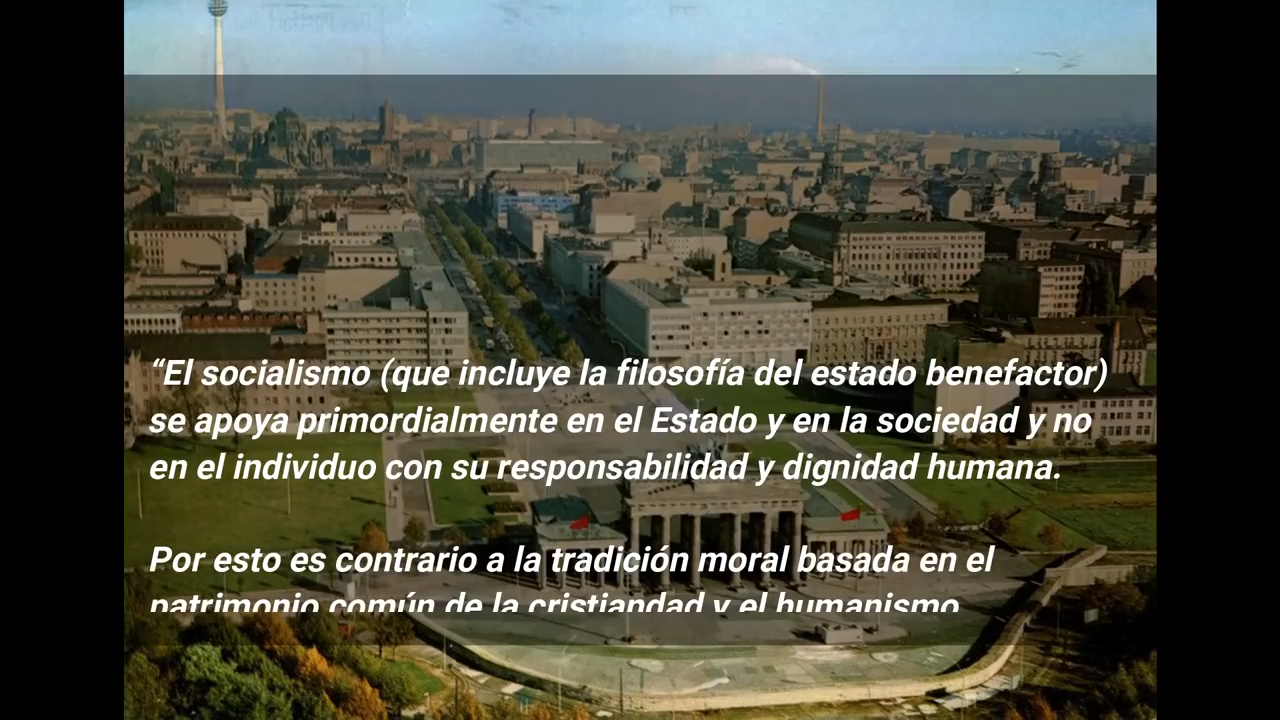 “El socialismo (que incluye la filosofía del estado benefactor)
se apoya primordialmente en el Estado y en la sociedad y no
en el individuo con su responsabilidad y dignidad humana.
Por esto es contrario a la tradición moral basada en el
patrimonio común de la cristiandad y el humanismo